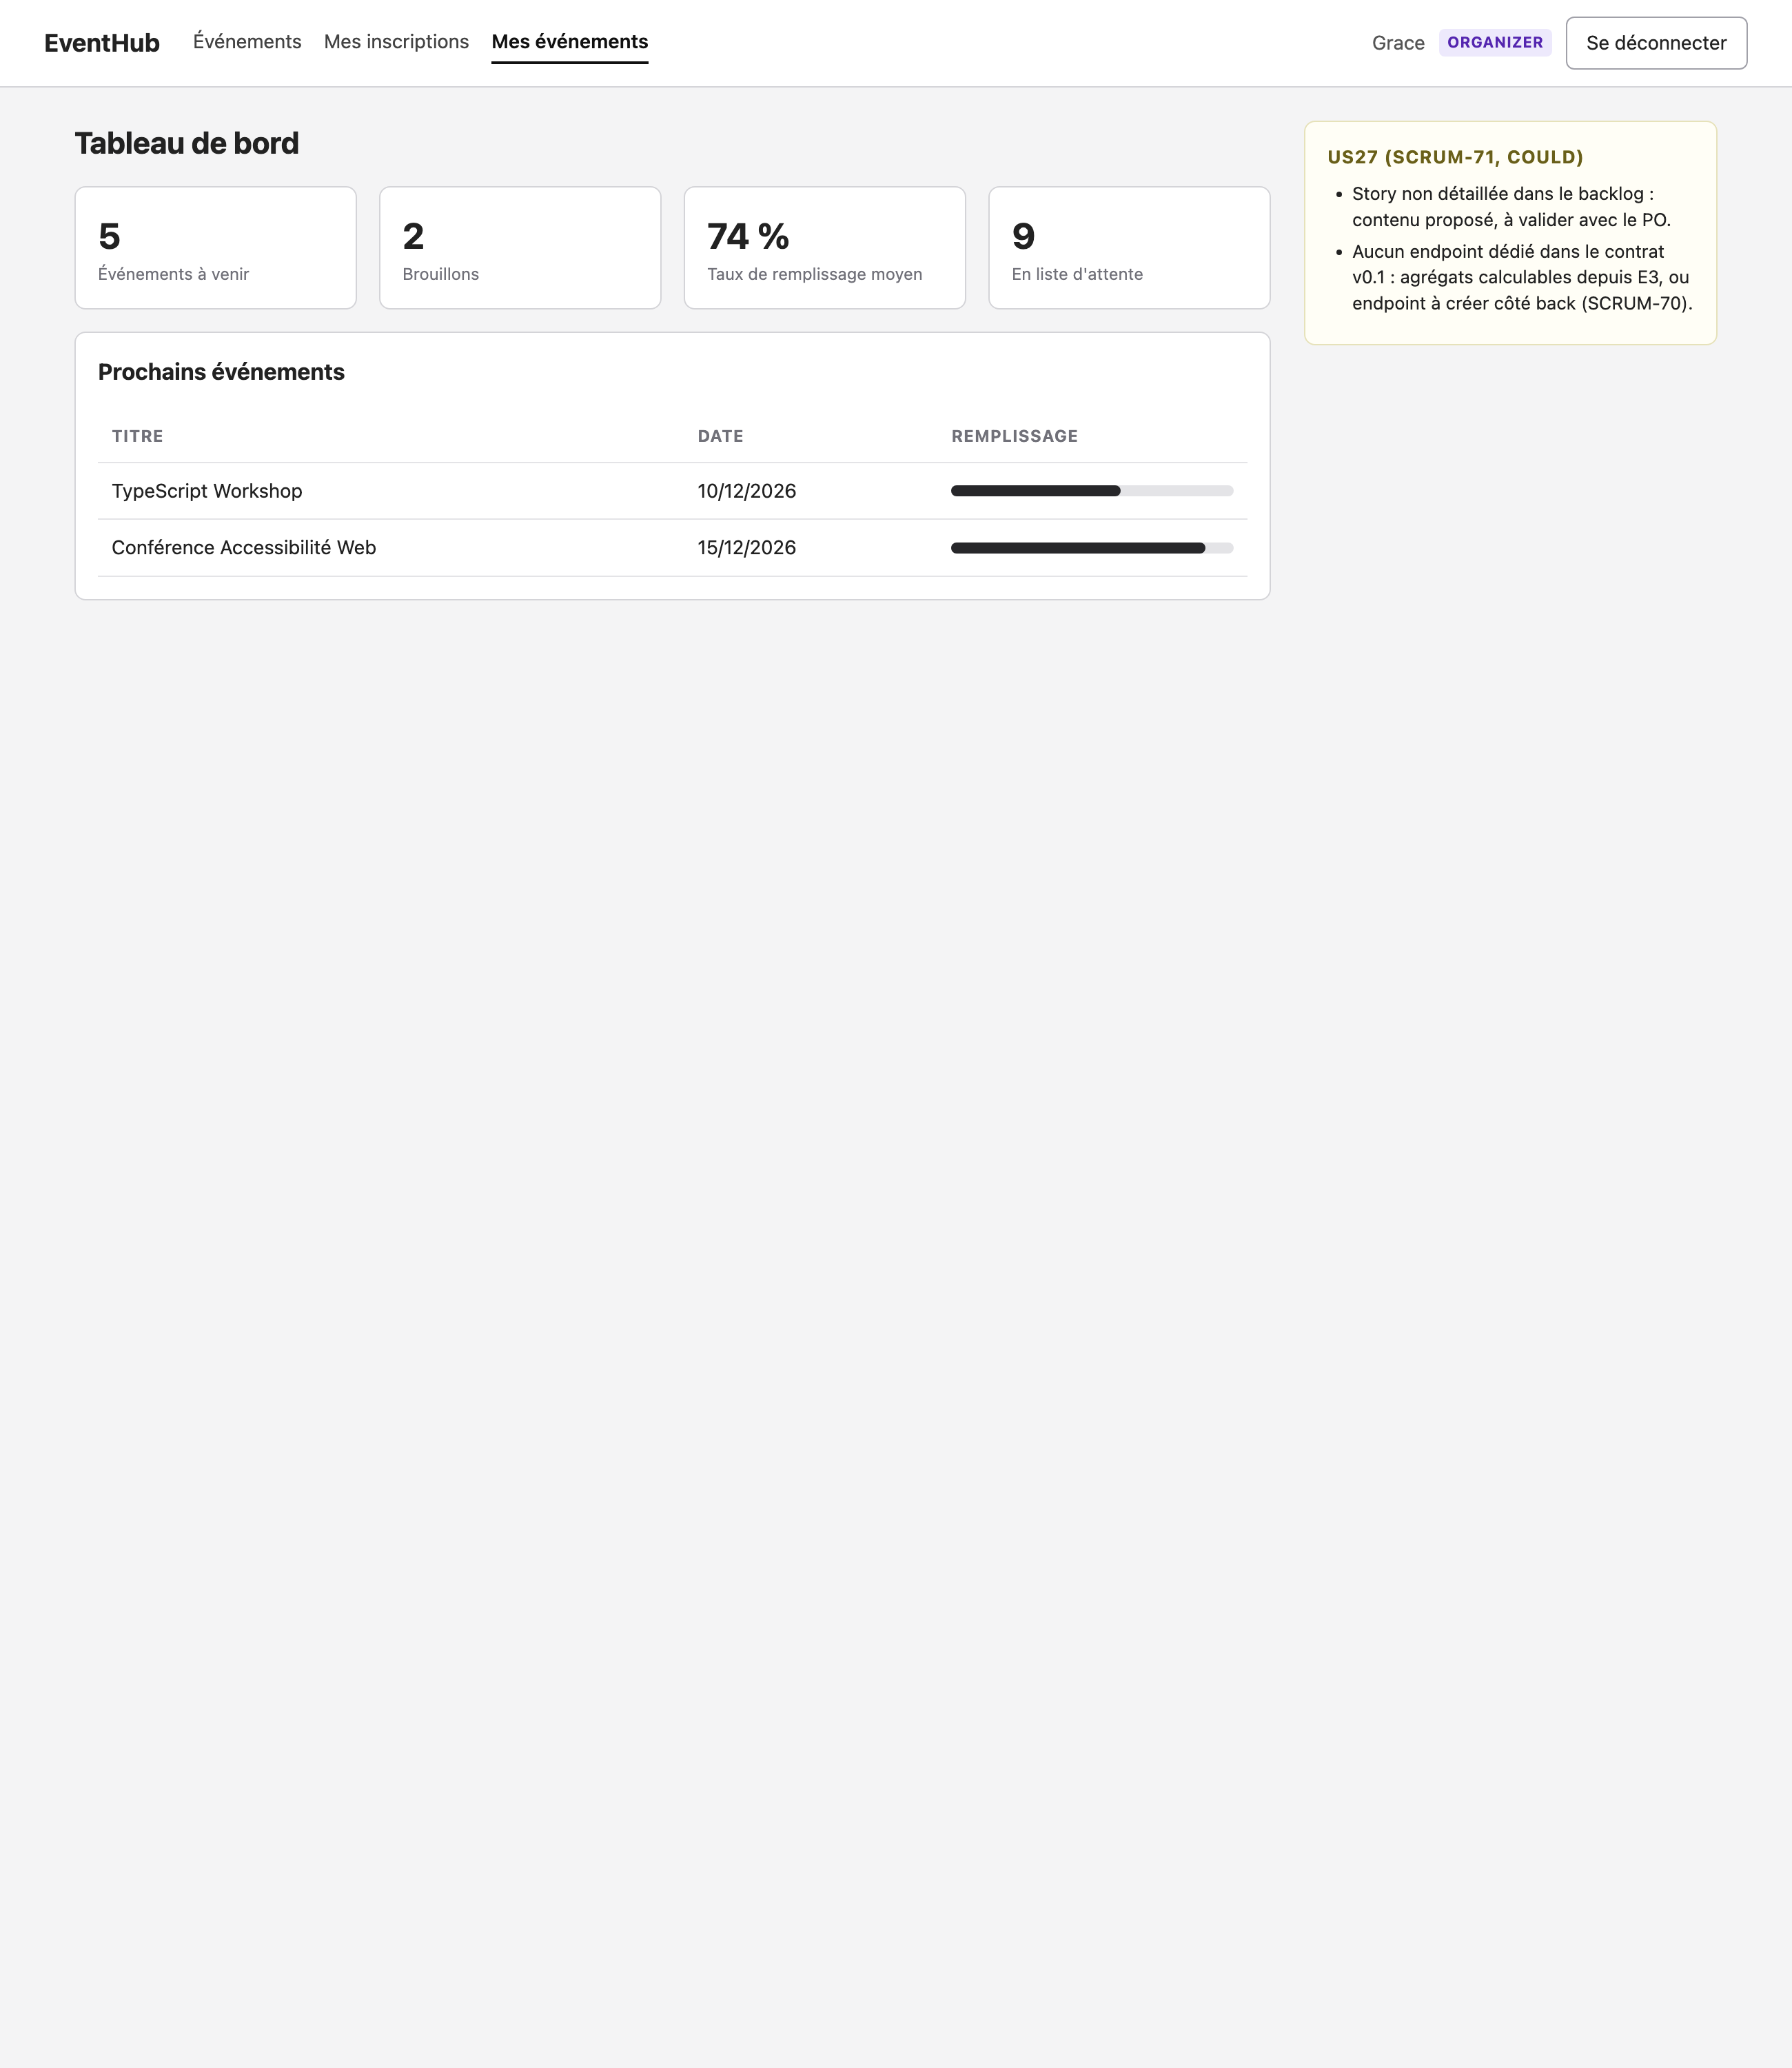 EventHub Événements Mes inscriptions Mes événements Grace ORGANIZER Se déconnecter
Tableau de bord
5
Événements à venir
2
Brouillons
74 %
Taux de remplissage moyen
9
En liste d'attente
Prochains événements
TITRE DATE REMPLISSAGE
TypeScript Workshop 10/12/2026
Conférence Accessibilité Web 15/12/2026
US27 (SCRUM-71, COULD)
• Story non détaillée dans le backlog :
contenu proposé, à valider avec le PO.
• Aucun endpoint dédié dans le contrat
v0.1 : agrégats calculables depuis E3, ou
endpoint à créer côté back (SCRUM-70).